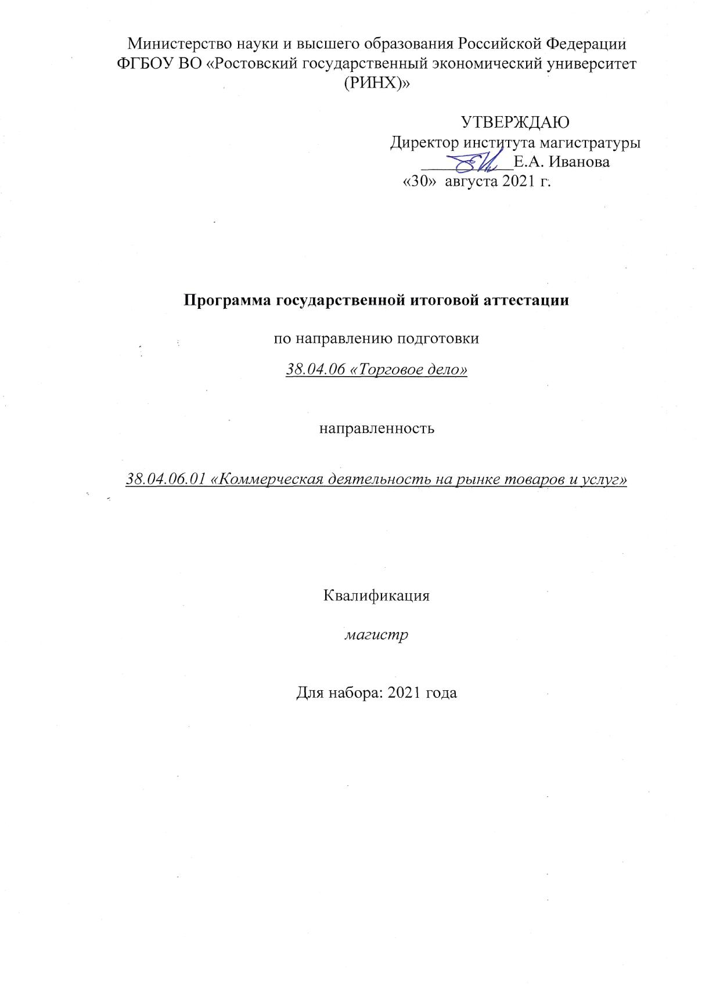 Министерство науки и высшего образования Российской Федерации
ФГБОУ ВО «Ростовский государственный экономический университет
(РИНХ)»
УТВЕРЖДАЮ
Директор института магистратуры
Е.А. Иванова
«30» августа 2021 г.
Программа государственной итоговой аттестации
по направлению подготовки
38.04.06 «Торговое дело»
направленность
38.04.06.01 «Коммерческая деятельность на рынке товаров и услуг»
Квалификация
магистр
Для набора: 2021 года